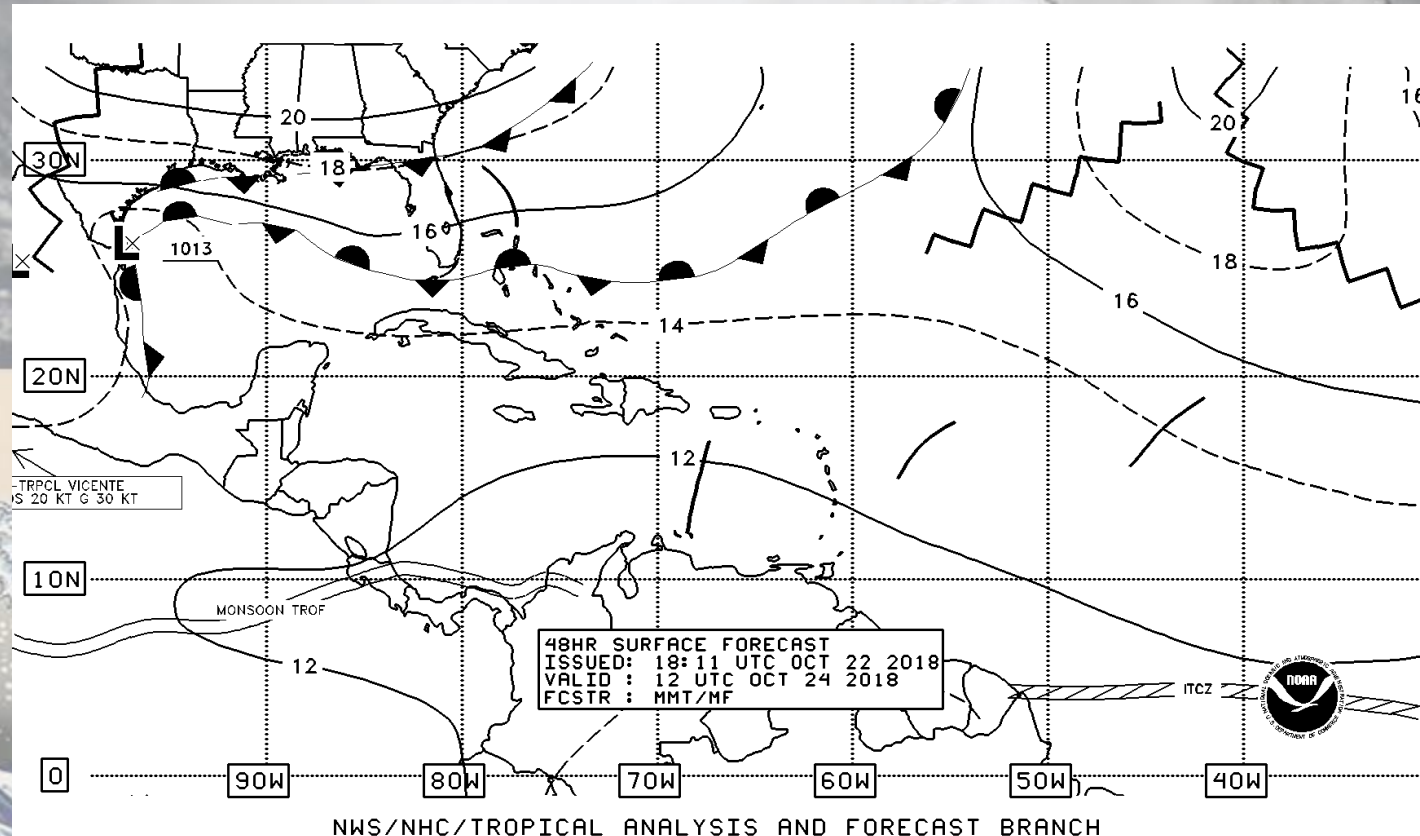 20
16
20
30N
18
16
1013
18
L
16
14
20N
12
-TRPCL VICENTE
S 20 KT G 30 KT
10N
MONSOON TROF
12
48HR SURFACE FORECAST
ISSUED: 18:11 UTC OCT 22 2018
VALID : 12 UTC OCT 24 2018
FCSTR : MMT/MF
ITCZ
NOAA
0
90W
80W
70W
60W
50W
40W
NWS/NHC/TROPICAL ANALYSIS AND FORECAST BRANCH